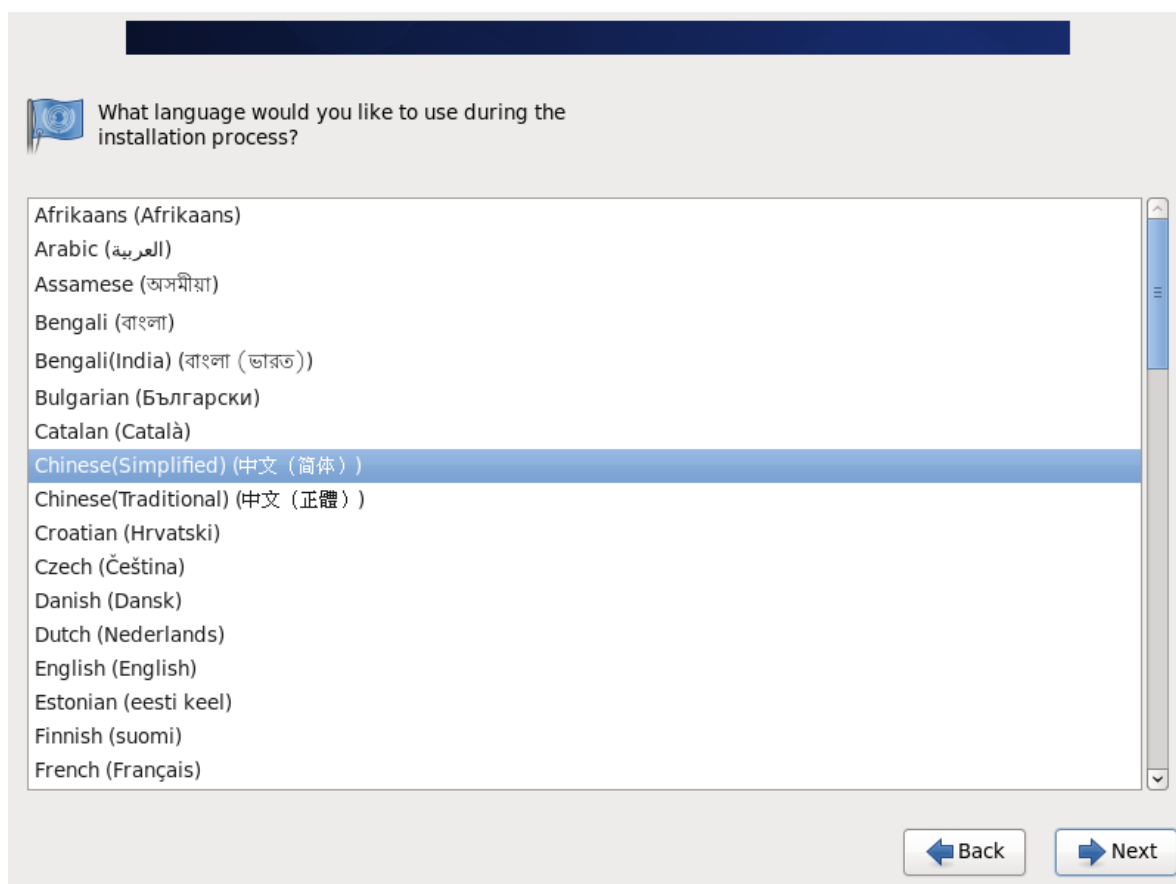 What language would you like to use during the
installation process?
Afrikaans (Afrikaans)
Arabic (العربية)
Assamese (অসমীয়া)
Bengali (বাংলা)
Bengali(India) (বাংলা (ভারত))
Bulgarian (Български)
Catalan (Català)
Chinese(Simplified) (中文（简体）)
Chinese(Traditional) (中文（正體）)
Croatian (Hrvatski)
Czech (Čeština)
Danish (Dansk)
Dutch (Nederlands)
English (English)
Estonian (eesti keel)
Finnish (suomi)
French (Français)
Back
Next